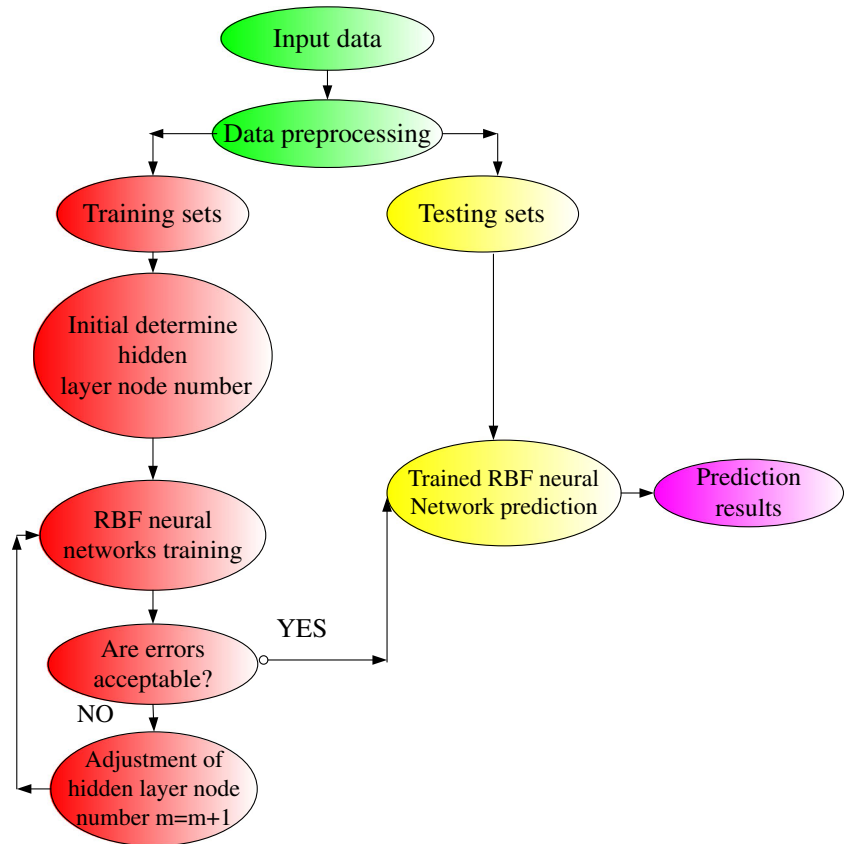 Input data
Data preprocessing
Training sets
Testing sets
Initial determine
hidden
layer node number
Trained RBF neural
Network prediction
Prediction
results
RBF neural
networks training
YES
Are errors
acceptable?
NO
Adjustment of
hidden layer node
number m=m+1